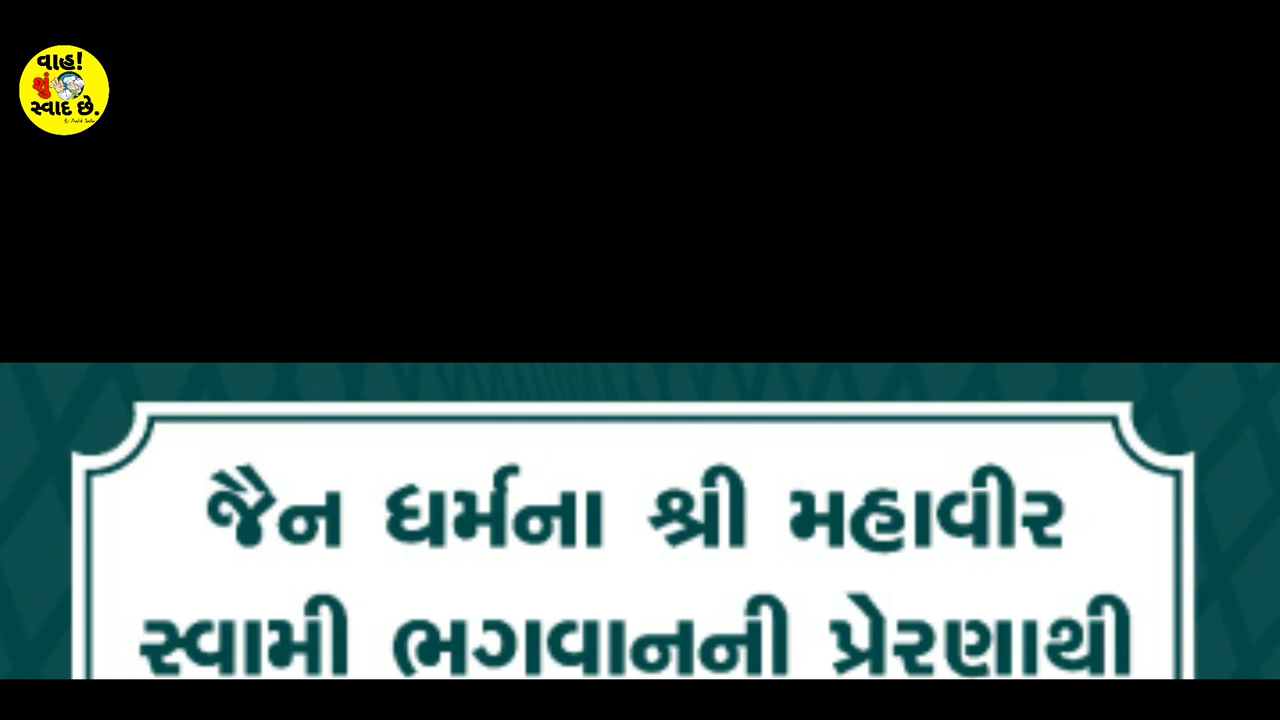 વાહ!
શું
સ્વાદ છે.
જૈન ધર્મના શ્રી મહાવીર
સ્વામી ભગવાનની પ્રેરણાથી